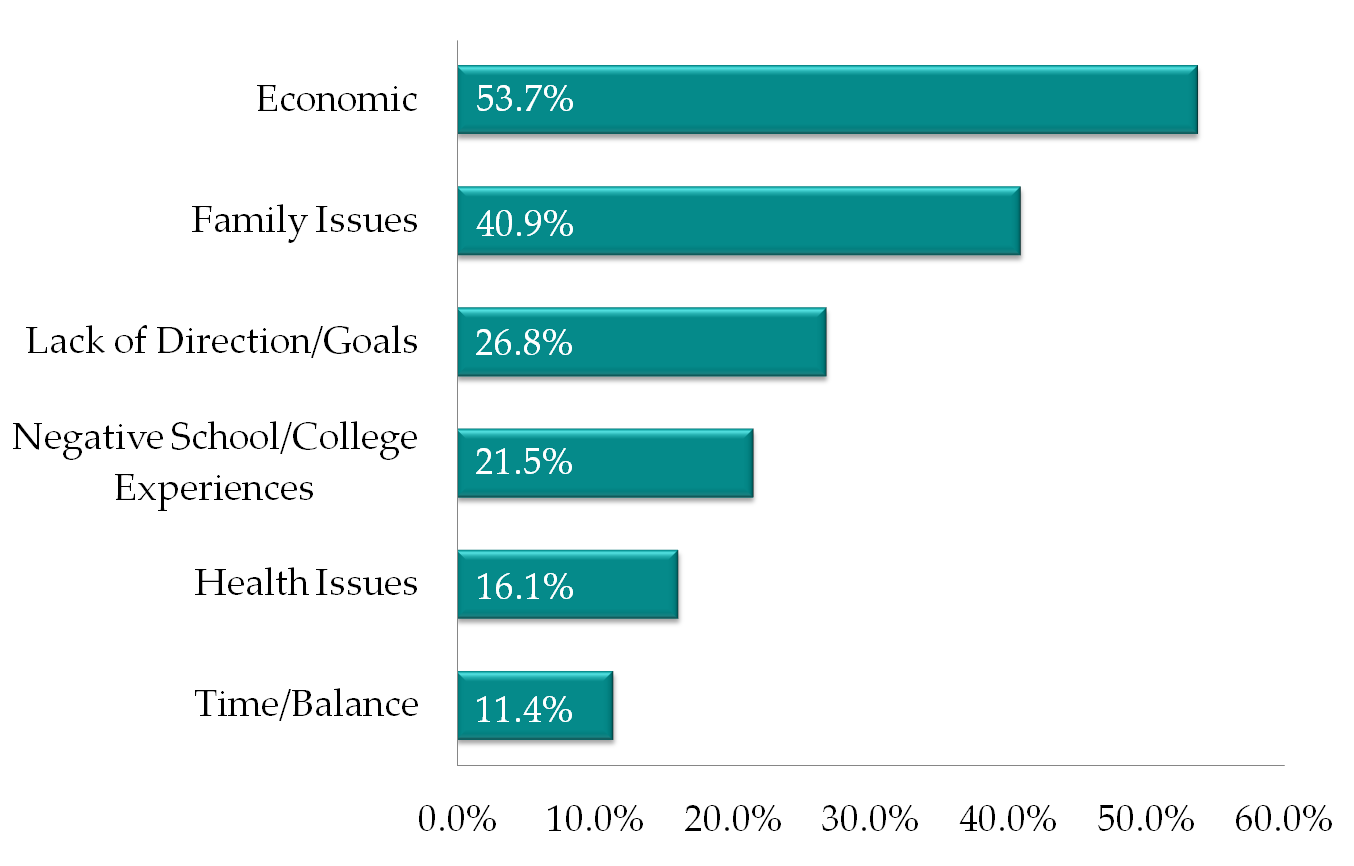 Economic
53.7%
Family Issues
40.9%
Lack of Direction/Goals
26.8%
Negative School/College
Experiences
21.5%
Health Issues
16.1%
Time/Balance
11.4%
0.0% 10.0% 20.0% 30.0% 40.0% 50.0% 60.0%